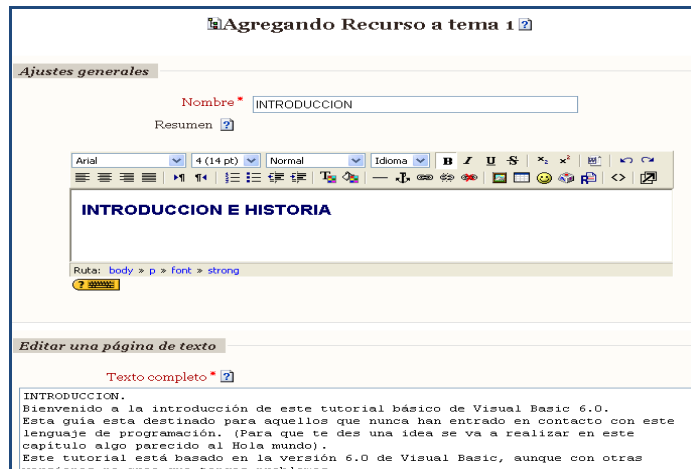 Agregando Recurso a tema 1
Ajustes generales
Nombre* INTRODUCCION
Resumen
Arial 4 (14 pt) Normal Idioma B I U S x₂ x²
INTRODUCCION E HISTORIA
Ruta: body » p » font » strong
Editar una página de texto
Texto completo*
INTRODUCCION.
Bienvenido a la introducción de este tutorial básico de Visual Basic 6.0.
Esta guía esta destinado para aquellos que nunca han entrado en contacto con este
lenguaje de programación. (Para que te des una idea se va a realizar en este
capitulo algo parecido al Hola mundo).
Este tutorial está basado en la versión 6.0 de Visual Basic, aunque con otras